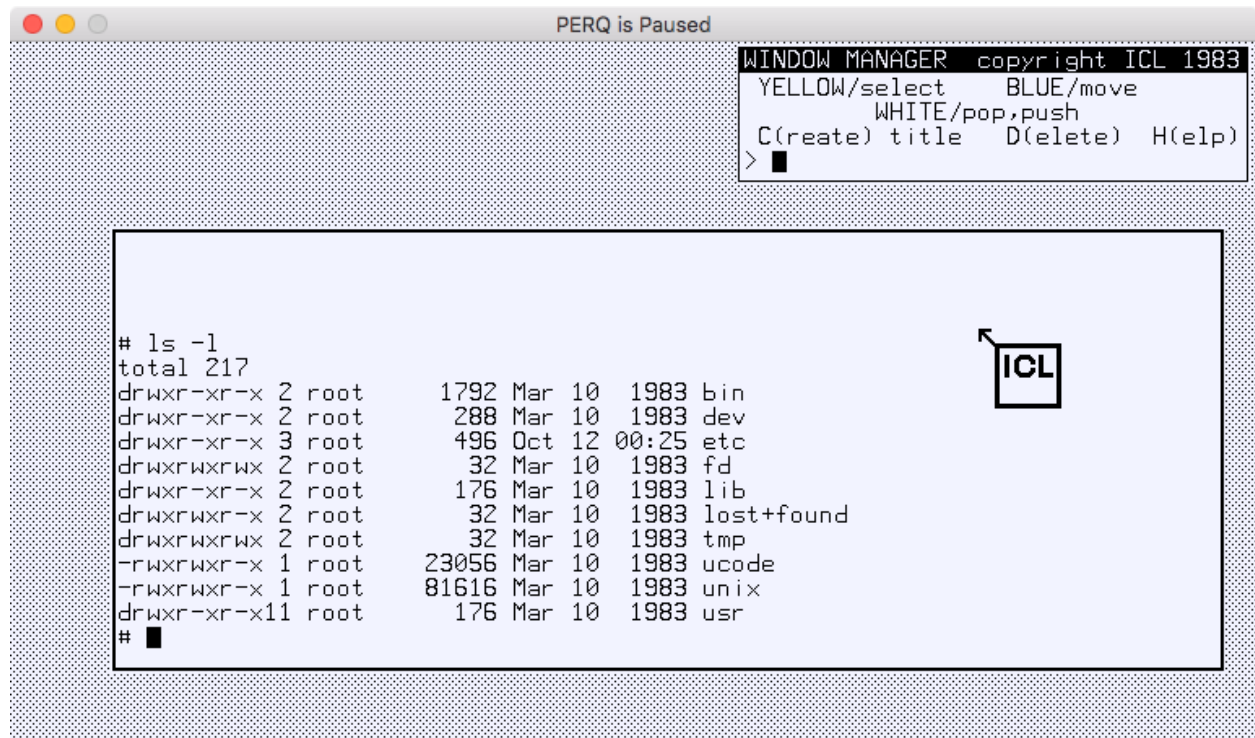 PERQ is Paused
WINDOW MANAGER copyright ICL 1983
YELLOW/select BLUE/move
WHITE/pop,push
C(reate) title D(elete) H(elp)
>
# ls -l
total 217
drwxr-xr-x 2 root 1792 Mar 10 1983 bin
drwxr-xr-x 2 root 288 Mar 10 1983 dev
drwxr-xr-x 3 root 496 Oct 12 00:25 etc
drwxrwxrwx 2 root 32 Mar 10 1983 fd
drwxr-xr-x 2 root 176 Mar 10 1983 lib
drwxrwxr-x 2 root 32 Mar 10 1983 lost+found
drwxrwxrwx 2 root 32 Mar 10 1983 tmp
-rwxrwxr-x 1 root 23056 Mar 10 1983 ucode
-rwxrwxr-x 1 root 81616 Mar 10 1983 unix
drwxr-xr-x11 root 176 Mar 10 1983 usr
#
ICL